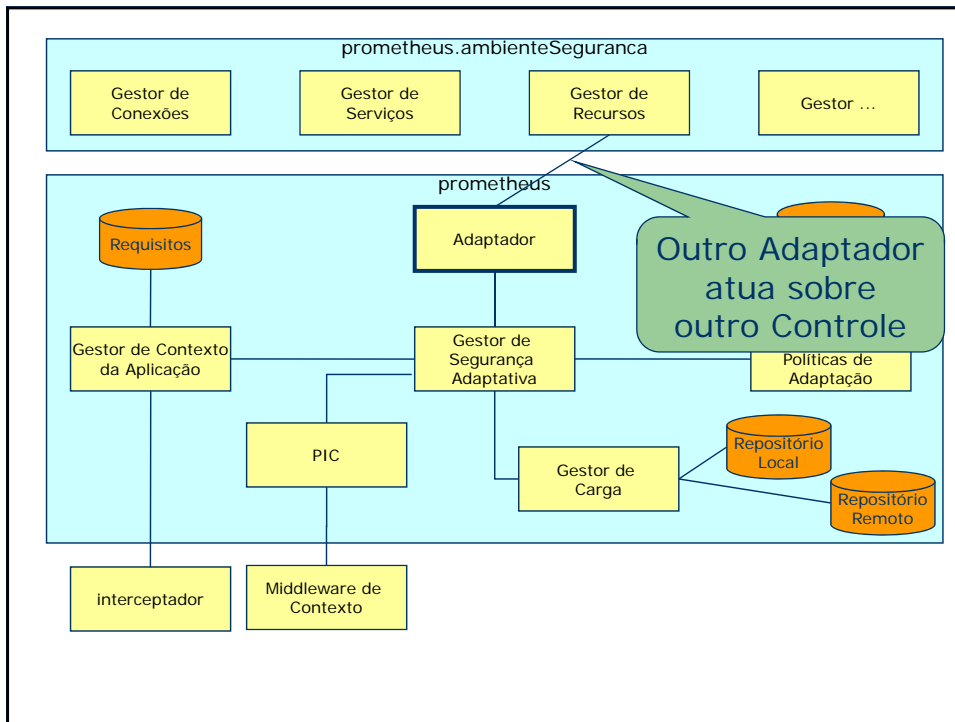 prometheus.ambienteSeguranca
Gestor de
Conexões
Gestor de
Serviços
Gestor de
Recursos
Gestor ...
prometheus
Requisitos
Adaptador
Outro Adaptador
atua sobre
outro Controle
Gestor de Contexto
da Aplicação
Gestor de
Segurança
Adaptativa
Políticas de
Adaptação
PIC
Gestor de
Carga
Repositório
Local
Repositório
Remoto
interceptador
Middleware de
Contexto